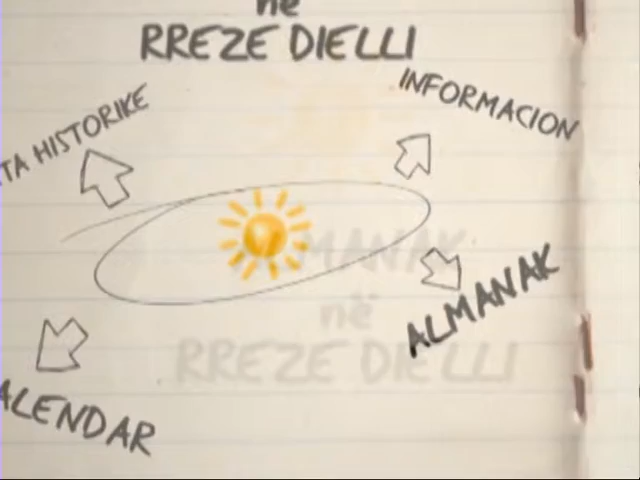 në
RREZE DIELLI
INFORMACION
TA HISTORIKE
ALMANAK
në
RREZE DIELLI
ALMANAK
ALENDAR